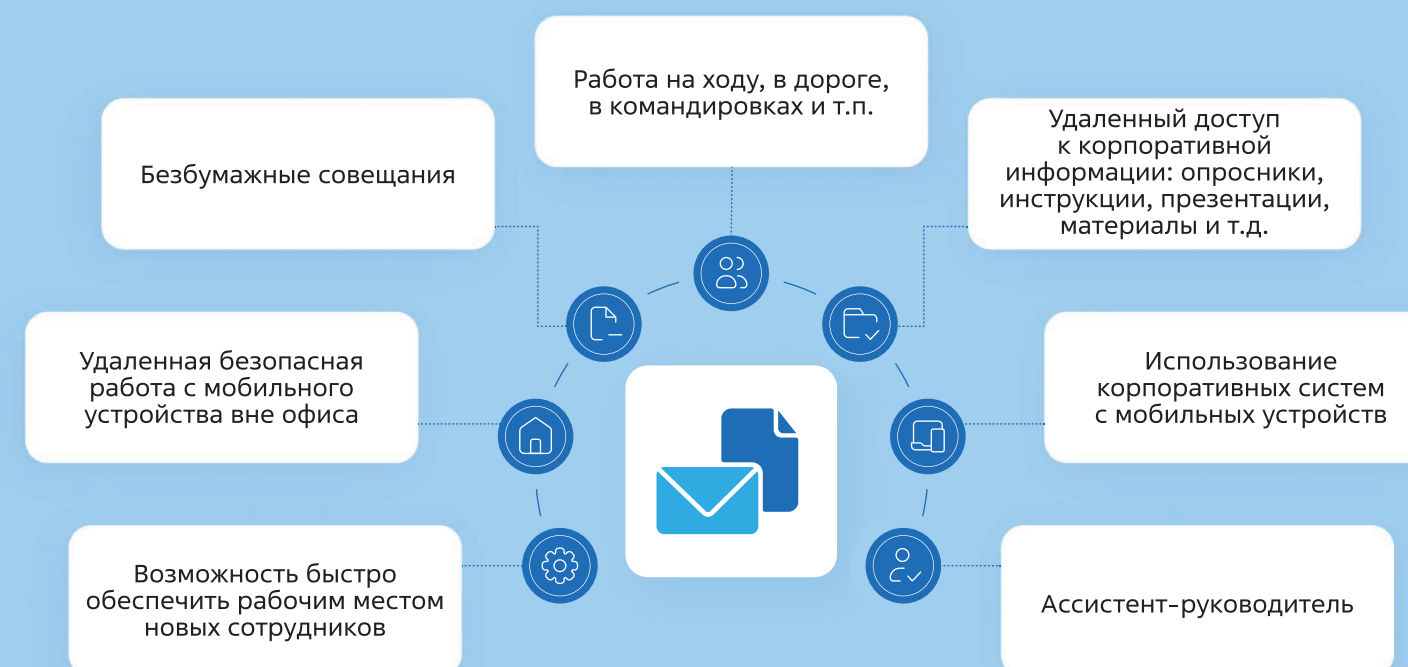 Работа на ходу, в дороге,
в командировках и т.п.
Безбумажные совещания
Удаленный доступ
к корпоративной
информации: опросники,
инструкции, презентации,
материалы и т.д.
Удаленная безопасная
работа с мобильного
устройства вне офиса
Использование
корпоративных систем
с мобильных устройств
Возможность быстро
обеспечить рабочим местом
новых сотрудников
Ассистент–руководитель